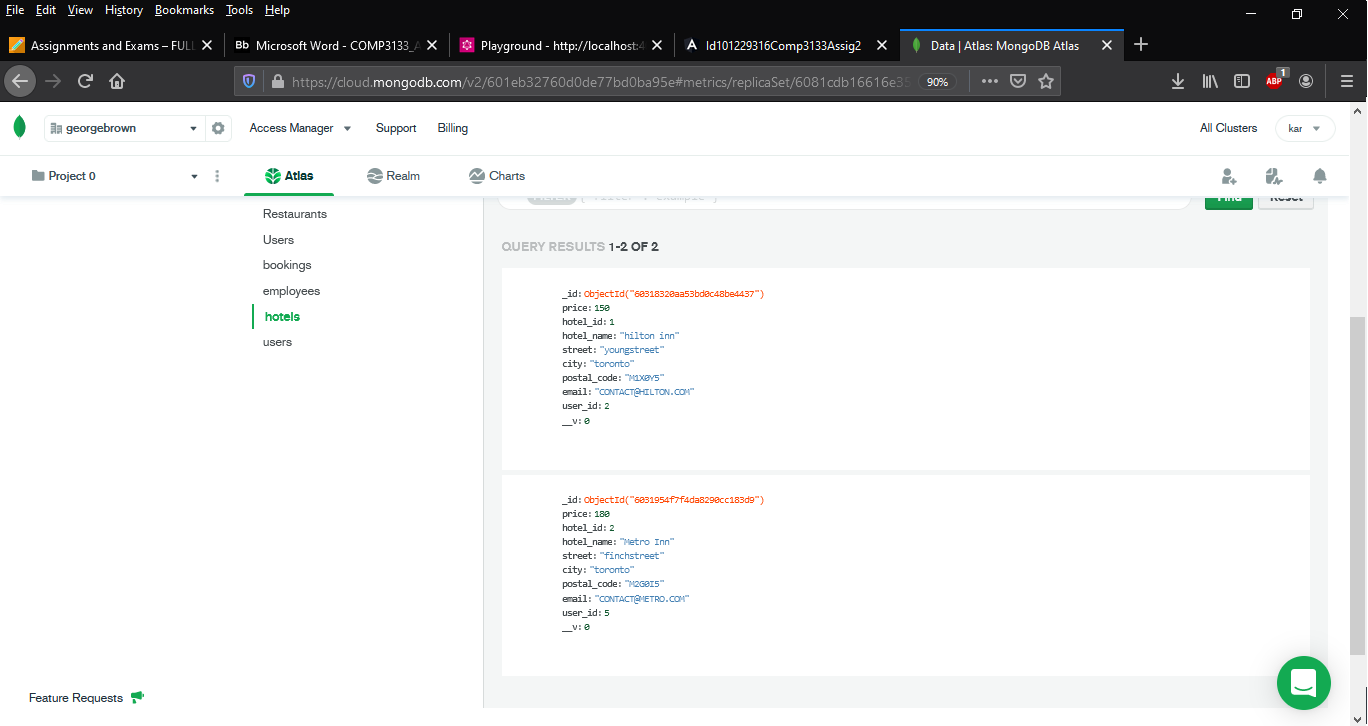 File Edit View History Bookmarks Tools Help
Assignments and Exams – FULL
Bb Microsoft Word - COMP3133_A
Playground - http://localhost:4
Id101229316Comp3133Assig2
Data | Atlas: MongoDB Atlas
https://cloud.mongodb.com/v2/601eb32760d0de77bd0ba95e#metrics/replicaSet/6081cdb16616e35 90%
ABP 1
georgebrown Access Manager Support Billing All Clusters kar
Project 0 Atlas Realm Charts
Find Reset
Restaurants
Users
bookings
employees
hotels
users
QUERY RESULTS 1-2 OF 2
_id: ObjectId("60318320aa53bd0c48be4437")
price: 150
hotel_id: 1
hotel_name: "hilton inn"
street: "youngstreet"
city: "toronto"
postal_code: "M1X0Y5"
email: "CONTACT@HILTON.COM"
user_id: 2
__v: 0
_id: ObjectId("6031954f7f4da8290cc183d9")
price: 180
hotel_id: 2
hotel_name: "Metro Inn"
street: "finchstreet"
city: "toronto"
postal_code: "M2G0I5"
email: "CONTACT@METRO.COM"
user_id: 5
__v: 0
Feature Requests